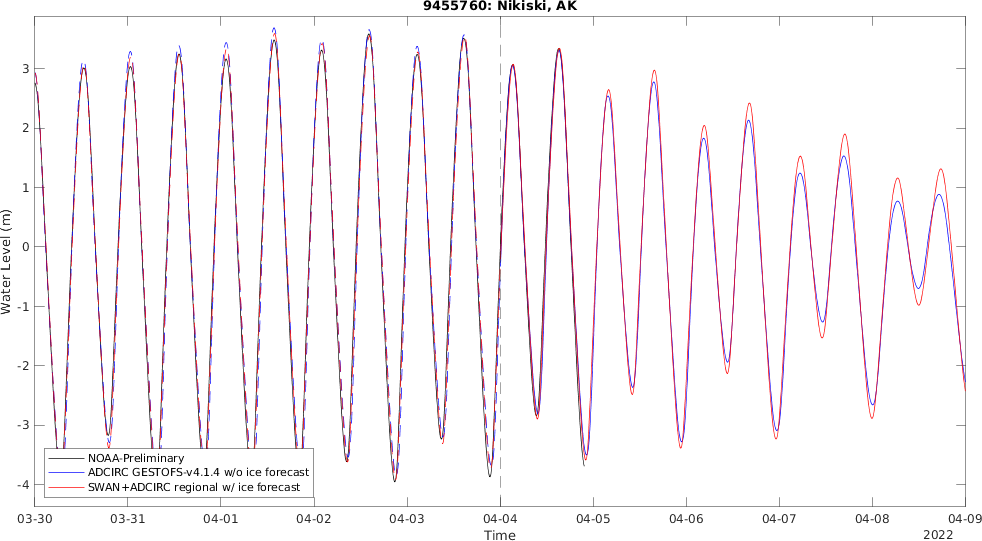 9455760: Nikiski, AK
3
2
1
0
-1
-2
-3
-4
Water Level (m)
NOAA-Preliminary
ADCIRC GESTOFS-v4.1.4 w/o ice forecast
SWAN+ADCIRC regional w/ ice forecast
03-30 03-31 04-01 04-02 04-03 04-04 04-05 04-06 04-07 04-08 04-09
Time
2022